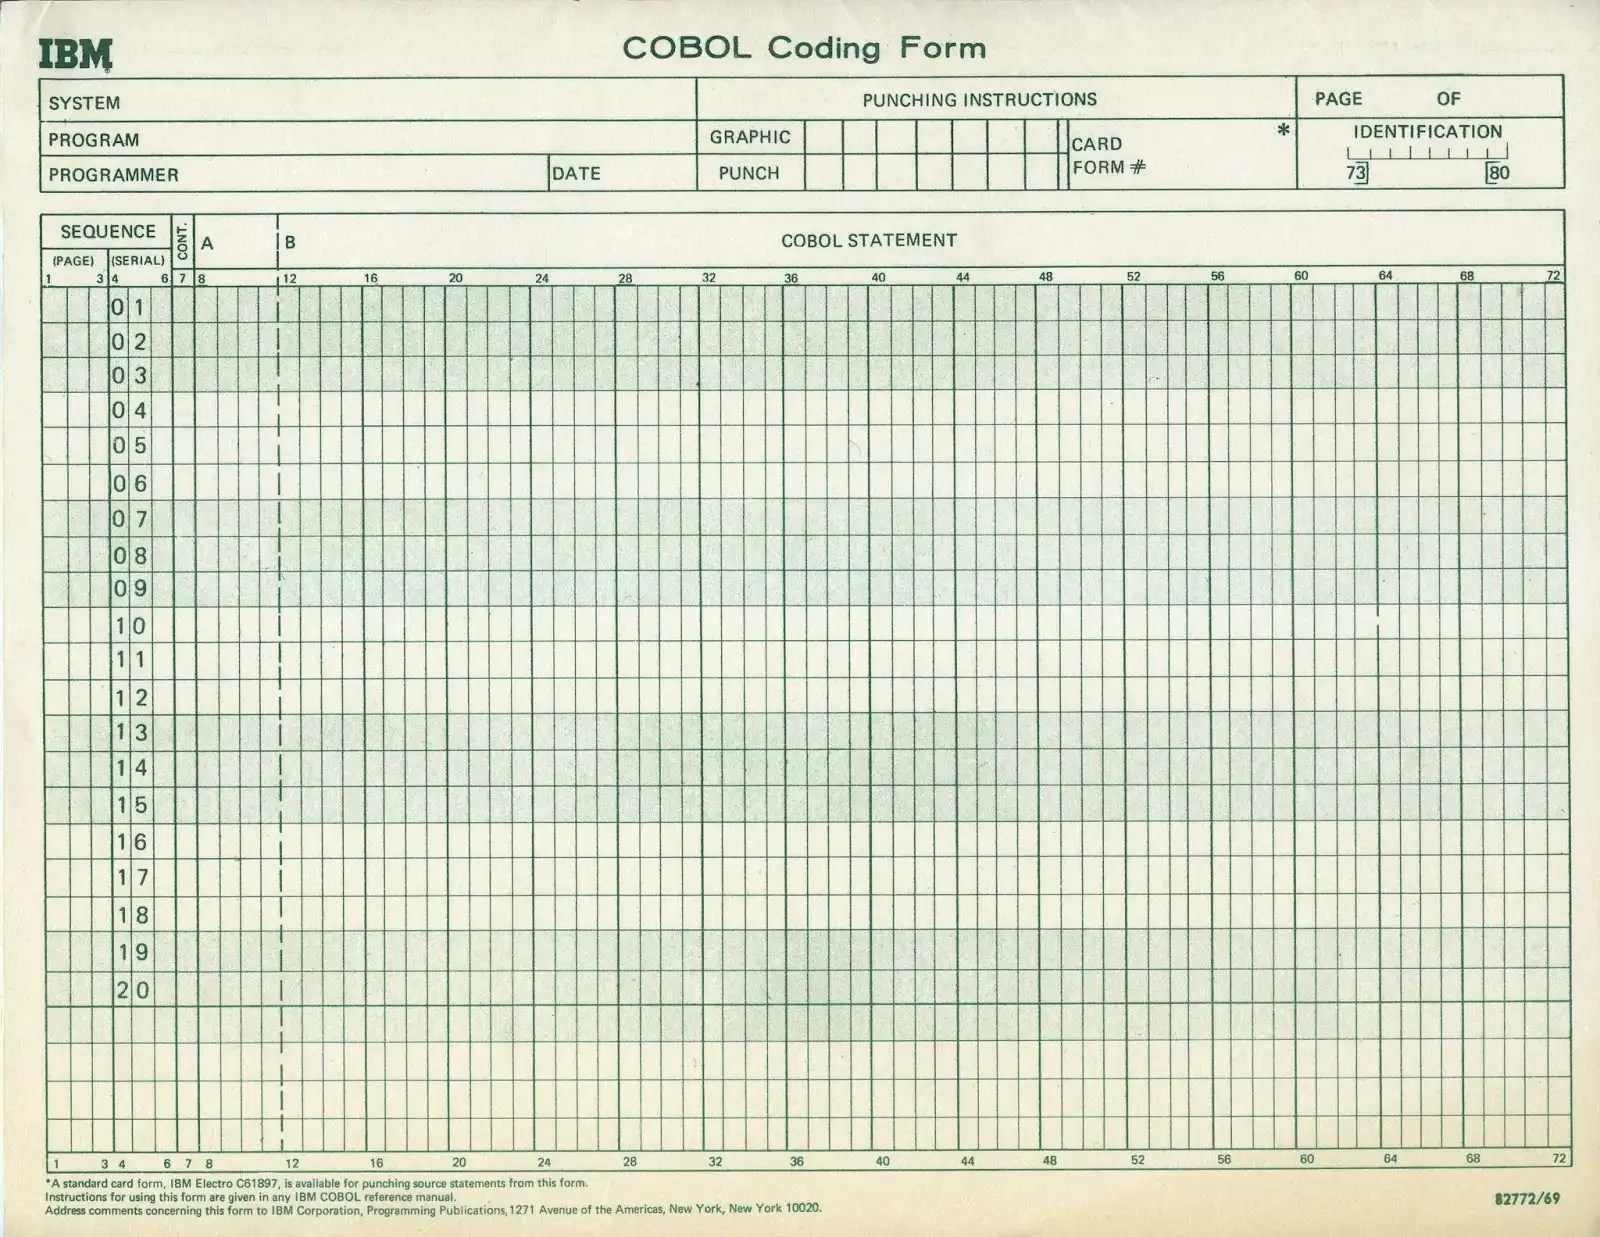 IBM
COBOL Coding Form
SYSTEM
PUNCHING INSTRUCTIONS
PAGE OF
PROGRAM
GRAPHIC
CARD FORM #
*
IDENTIFICATION
PROGRAMMER
DATE
PUNCH
73 80
SEQUENCE
CONT.
A
B
COBOL STATEMENT
(PAGE) (SERIAL)
1 3 4 6 7 8 12 16 20 24 28 32 36 40 44 48 52 56 60 64 68 72
01
02
03
04
05
06
07
08
09
10
11
12
13
14
15
16
17
18
19
20
1 3 4 6 7 8 12 16 20 24 28 32 36 40 44 48 52 56 60 64 68 72
*A standard card form, IBM Electro C61897, is available for punching source statements from this form.
Instructions for using this form are given in any IBM COBOL reference manual.
Address comments concerning this form to IBM Corporation, Programming Publications, 1271 Avenue of the Americas, New York, New York 10020.
82772/69